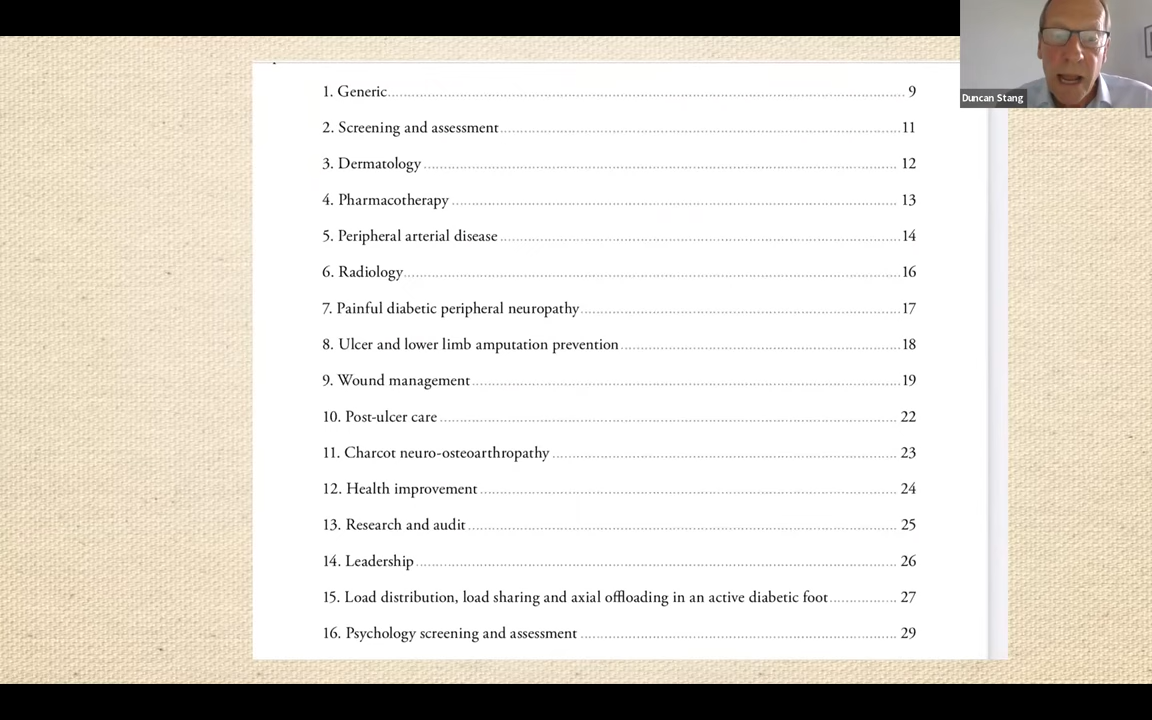 1. Generic 9
2. Screening and assessment 11
3. Dermatology 12
4. Pharmacotherapy 13
5. Peripheral arterial disease 14
6. Radiology 16
7. Painful diabetic peripheral neuropathy 17
8. Ulcer and lower limb amputation prevention 18
9. Wound management 19
10. Post-ulcer care 22
11. Charcot neuro-osteoarthropathy 23
12. Health improvement 24
13. Research and audit 25
14. Leadership 26
15. Load distribution, load sharing and axial offloading in an active diabetic foot 27
16. Psychology screening and assessment 29
Duncan Stang